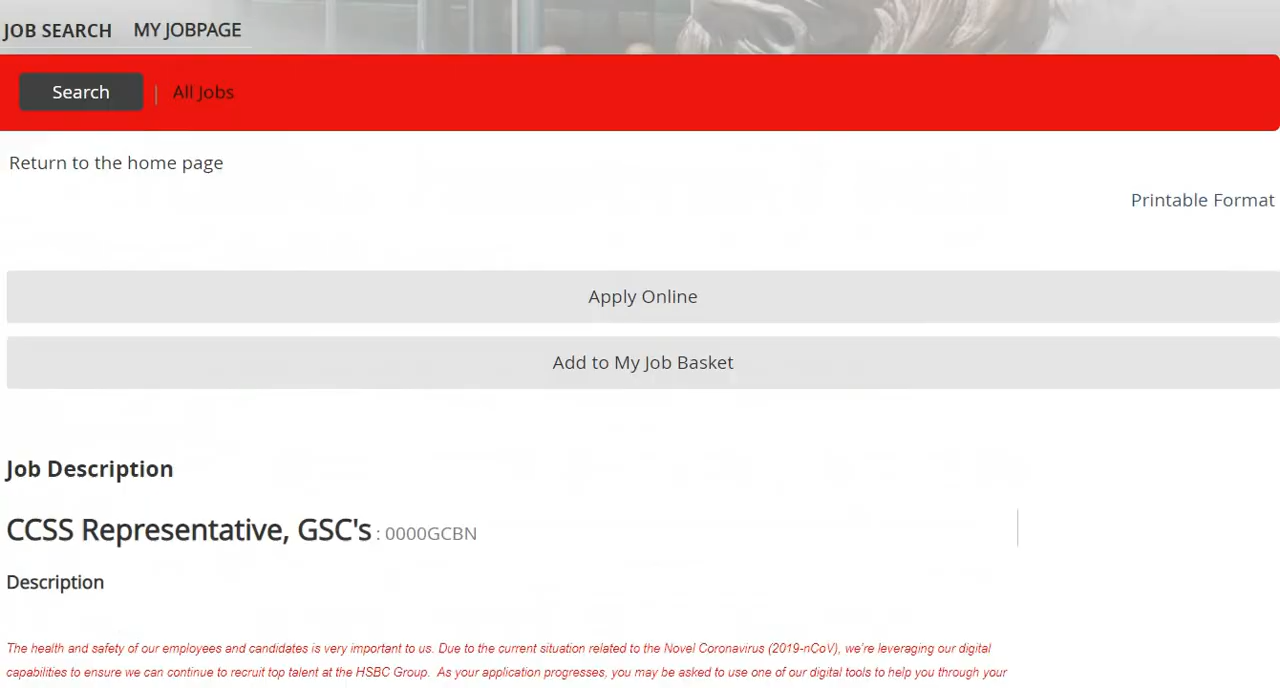 JOB SEARCH MY JOBPAGE
Search | All Jobs
Return to the home page
Printable Format
Apply Online
Add to My Job Basket
Job Description
CCSS Representative, GSC's : 0000GCBN
Description
The health and safety of our employees and candidates is very important to us. Due to the current situation related to the Novel Coronavirus (2019-nCoV), we're leveraging our digital
capabilities to ensure we can continue to recruit top talent at the HSBC Group. As your application progresses, you may be asked to use one of our digital tools to help you through your